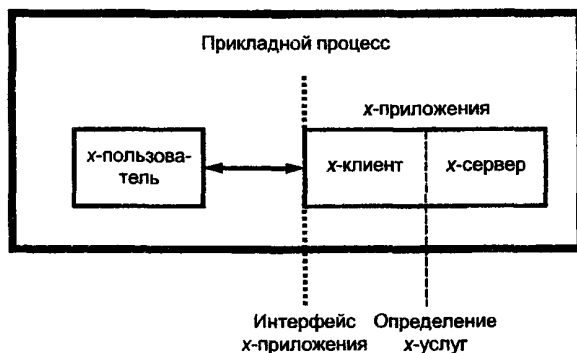 Прикладной процесс
x-приложения
x-пользова-
тель
x-клиент
x-сервер
Интерфейс
x-приложения
Определение
x-услуг